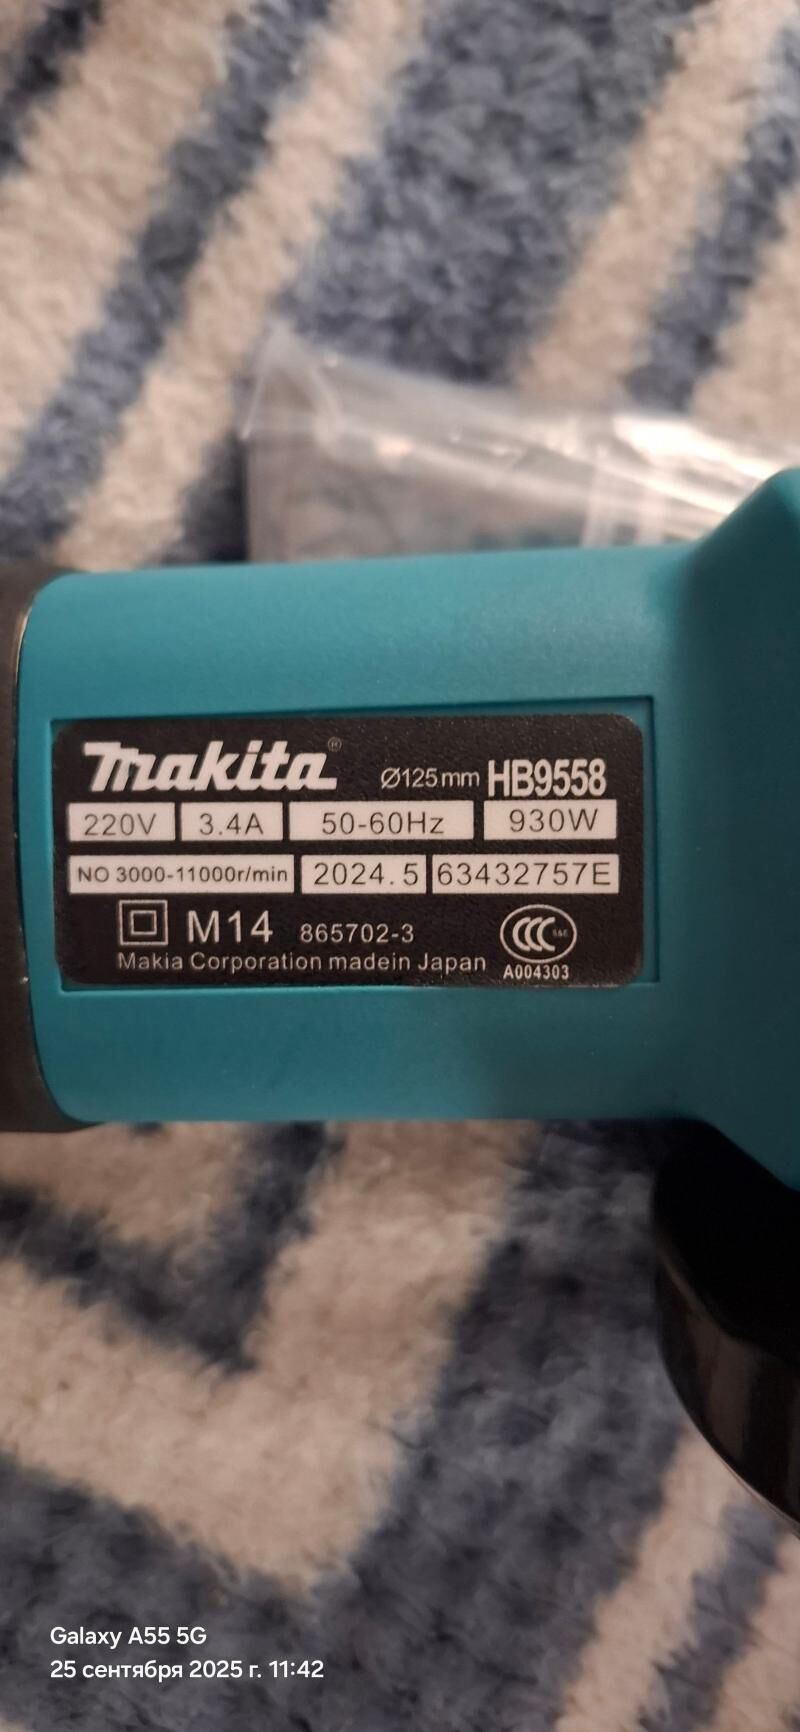 makita® Ø125mm HB9558
220V 3.4A 50-60Hz 930W
NO 3000-11000r/min 2024.5 63432757E
M14 865702-3 CCC S&E
Makia Corporation madein Japan A004303
Galaxy A55 5G
25 сентября 2025 г. 11:42